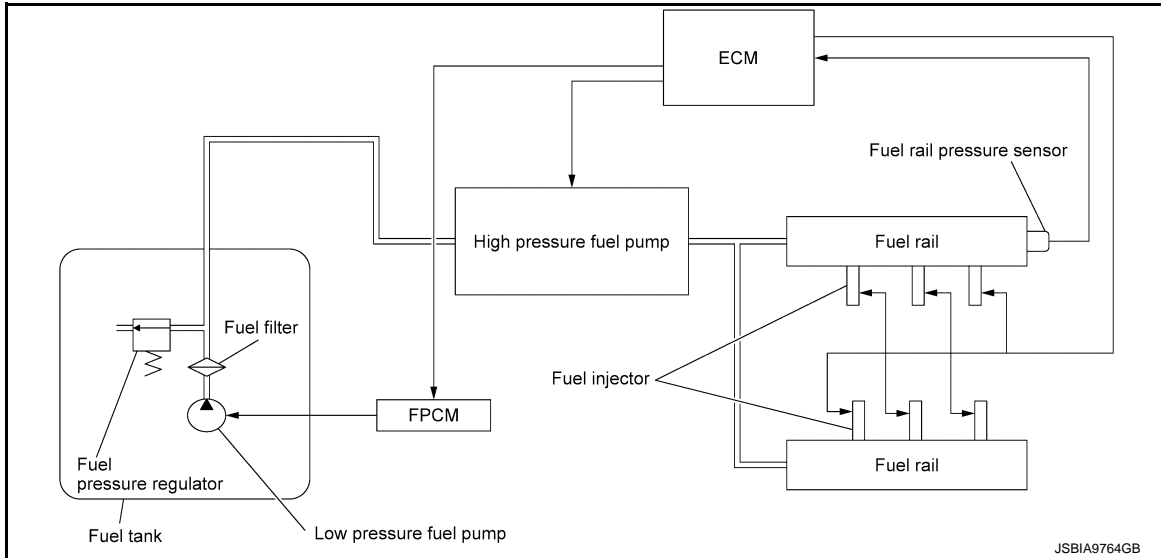 ECM
Fuel rail pressure sensor
High pressure fuel pump
Fuel rail
Fuel filter
Fuel injector
FPCM
Fuel
pressure regulator
Fuel rail
Fuel tank
Low pressure fuel pump
JSBIA9764GB